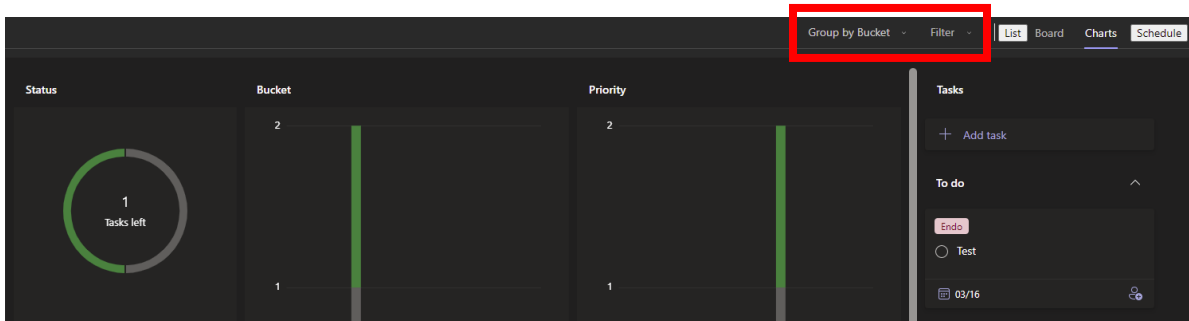 Group by Bucket Filter List Board Charts Schedule
Status Bucket Priority Tasks
2 2
Add task
1
Tasks left
To do
Endo
Test
1 1
03/16